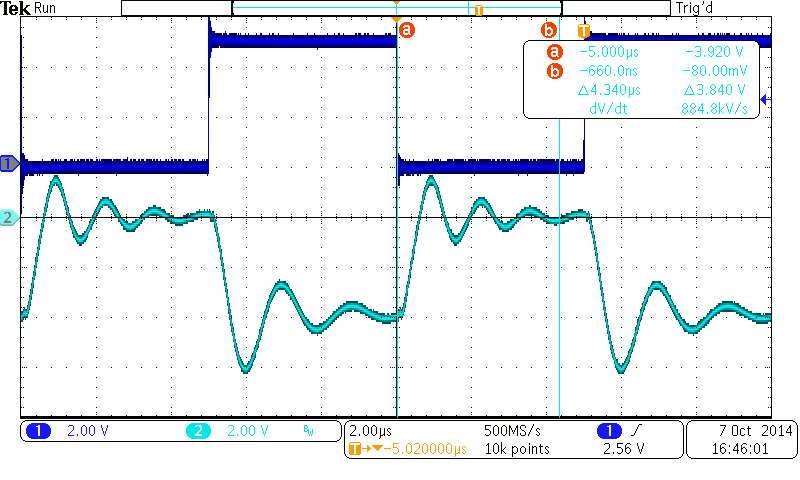 Tek Run Trig'd
a b T
a -5.000µs -3.920 V
b -660.0ns -80.00mV
△4.340µs △3.840 V
dV/dt 884.8kV/s
1
2
1 2.00 V 2 2.00 V BW
2.00µs 500MS/s 1 2.56 V
T→▼-5.020000µs 10k points
7 Oct 2014
16:46:01